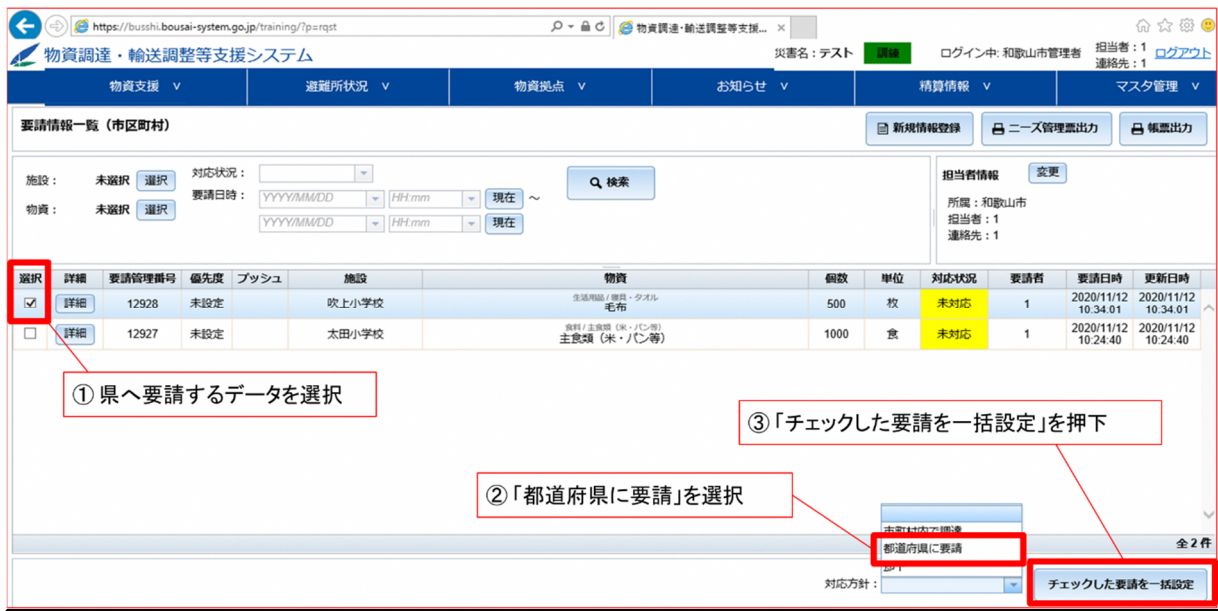 https://busshi.bousai-system.go.jp/training/?p=rqst
物資調達・輸送調整等支援...
物資調達・輸送調整等支援システム
災害名：テスト
訓練
ログイン中: 和歌山市管理者
担当者：1
連絡先：1
ログアウト
物資支援 ∨
避難所状況 ∨
物資拠点 ∨
お知らせ ∨
精算情報 ∨
マスタ管理 ∨
要請情報一覧（市区町村）
新規情報登録
ニーズ管理票出力
帳票出力
施設： 未選択 選択
物資： 未選択 選択
対応状況：
要請日時： YYYY/MM/DD HH:mm 現在 ～
YYYY/MM/DD HH:mm 現在
検索
担当者情報 変更
所属：和歌山市
担当者：1
連絡先：1
選択 詳細 要請管理番号 優先度 プッシュ 施設 物資 個数 単位 対応状況 要請者 要請日時 更新日時
詳細 12928 未設定 吹上小学校 生活用品/寝具・タオル 毛布 500 枚 未対応 1 2020/11/12 10:34:01 2020/11/12 10:34:01
詳細 12927 未設定 太田小学校 食料/主食類（米・パン等） 主食類（米・パン等） 1000 食 未対応 1 2020/11/12 10:24:40 2020/11/12 10:24:40
① 県へ要請するデータを選択
③「チェックした要請を一括設定」を押下
②「都道府県に要請」を選択
市町村内で調達
都道府県に要請
全2件
対応方針：
チェックした要請を一括設定